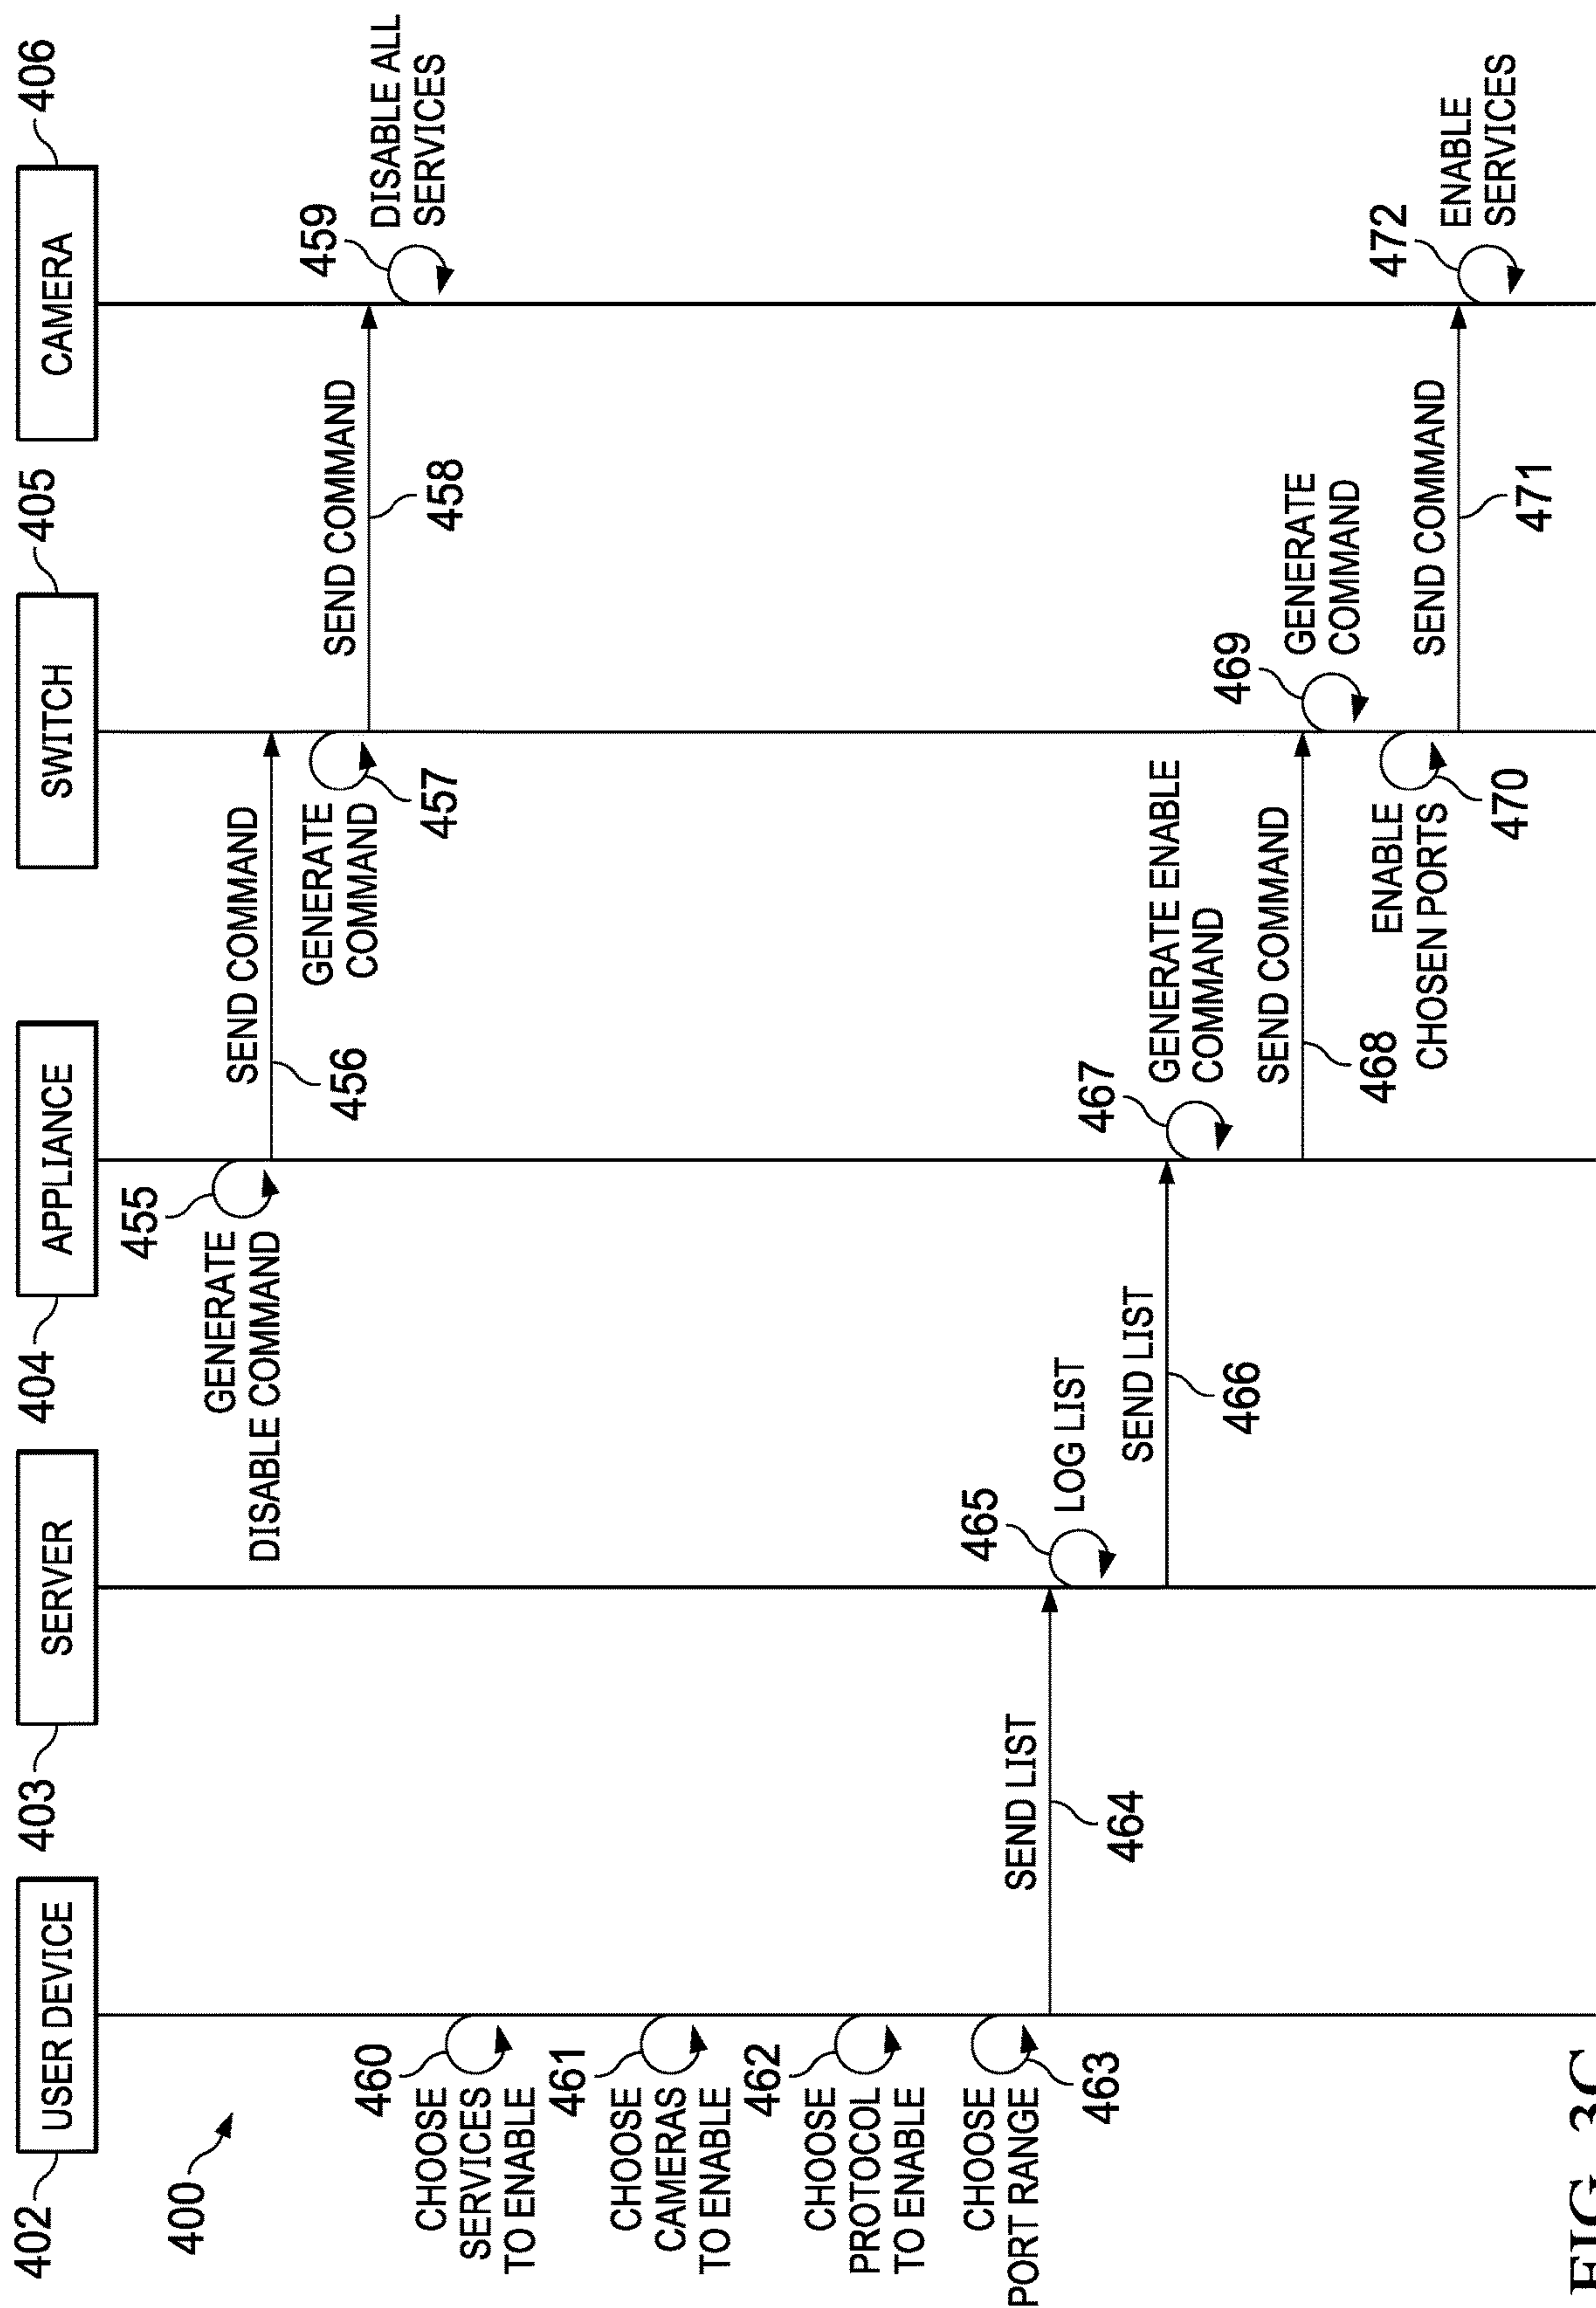 402
USER DEVICE
403
SERVER
404
APPLIANCE
SWITCH
405
CAMERA
406
400
455
GENERATE
DISABLE COMMAND
SEND COMMAND
456
GENERATE
COMMAND
457
SEND COMMAND
458
459
DISABLE ALL
SERVICES
460
CHOOSE
SERVICES
TO ENABLE
461
CHOOSE
CAMERAS
TO ENABLE
462
CHOOSE
PROTOCOL
TO ENABLE
CHOOSE
PORT RANGE
463
SEND LIST
464
465
LOG LIST
SEND LIST
466
467
GENERATE ENABLE
COMMAND
SEND COMMAND
468
469
GENERATE
COMMAND
ENABLE
CHOSEN PORTS
470
SEND COMMAND
471
472
ENABLE
SERVICES
FIG. 3C